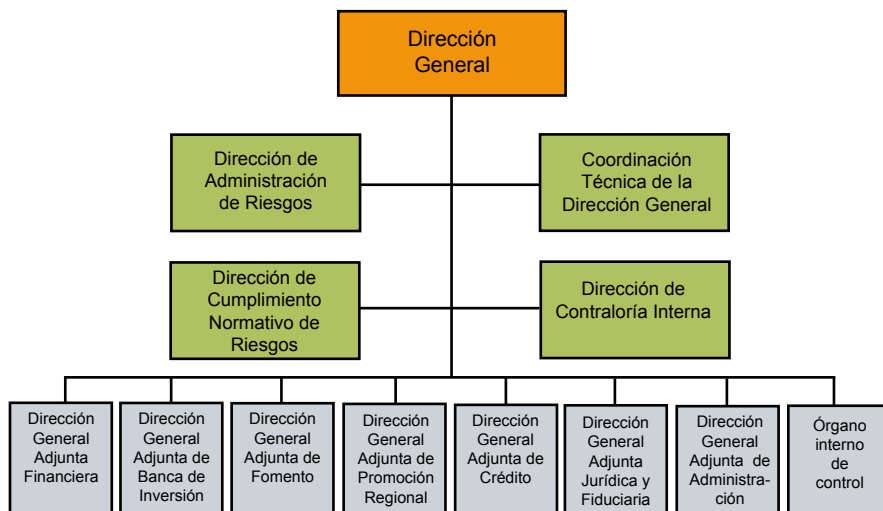 Dirección
General
Dirección de
Administración
de Riesgos
Coordinación
Técnica de la
Dirección General
Dirección de
Cumplimiento
Normativo de
Riesgos
Dirección de
Contraloría Interna
Dirección
General
Adjunta
Financiera
Dirección
General
Adjunta de
Banca de
Inversión
Dirección
General
Adjunta de
Fomento
Dirección
General
Adjunta de
Promoción
Regional
Dirección
General
Adjunta de
Crédito
Dirección
General
Adjunta
Jurídica y
Fiduciaria
Dirección
General
Adjunta de
Administra-
ción
Órgano
interno
de
control